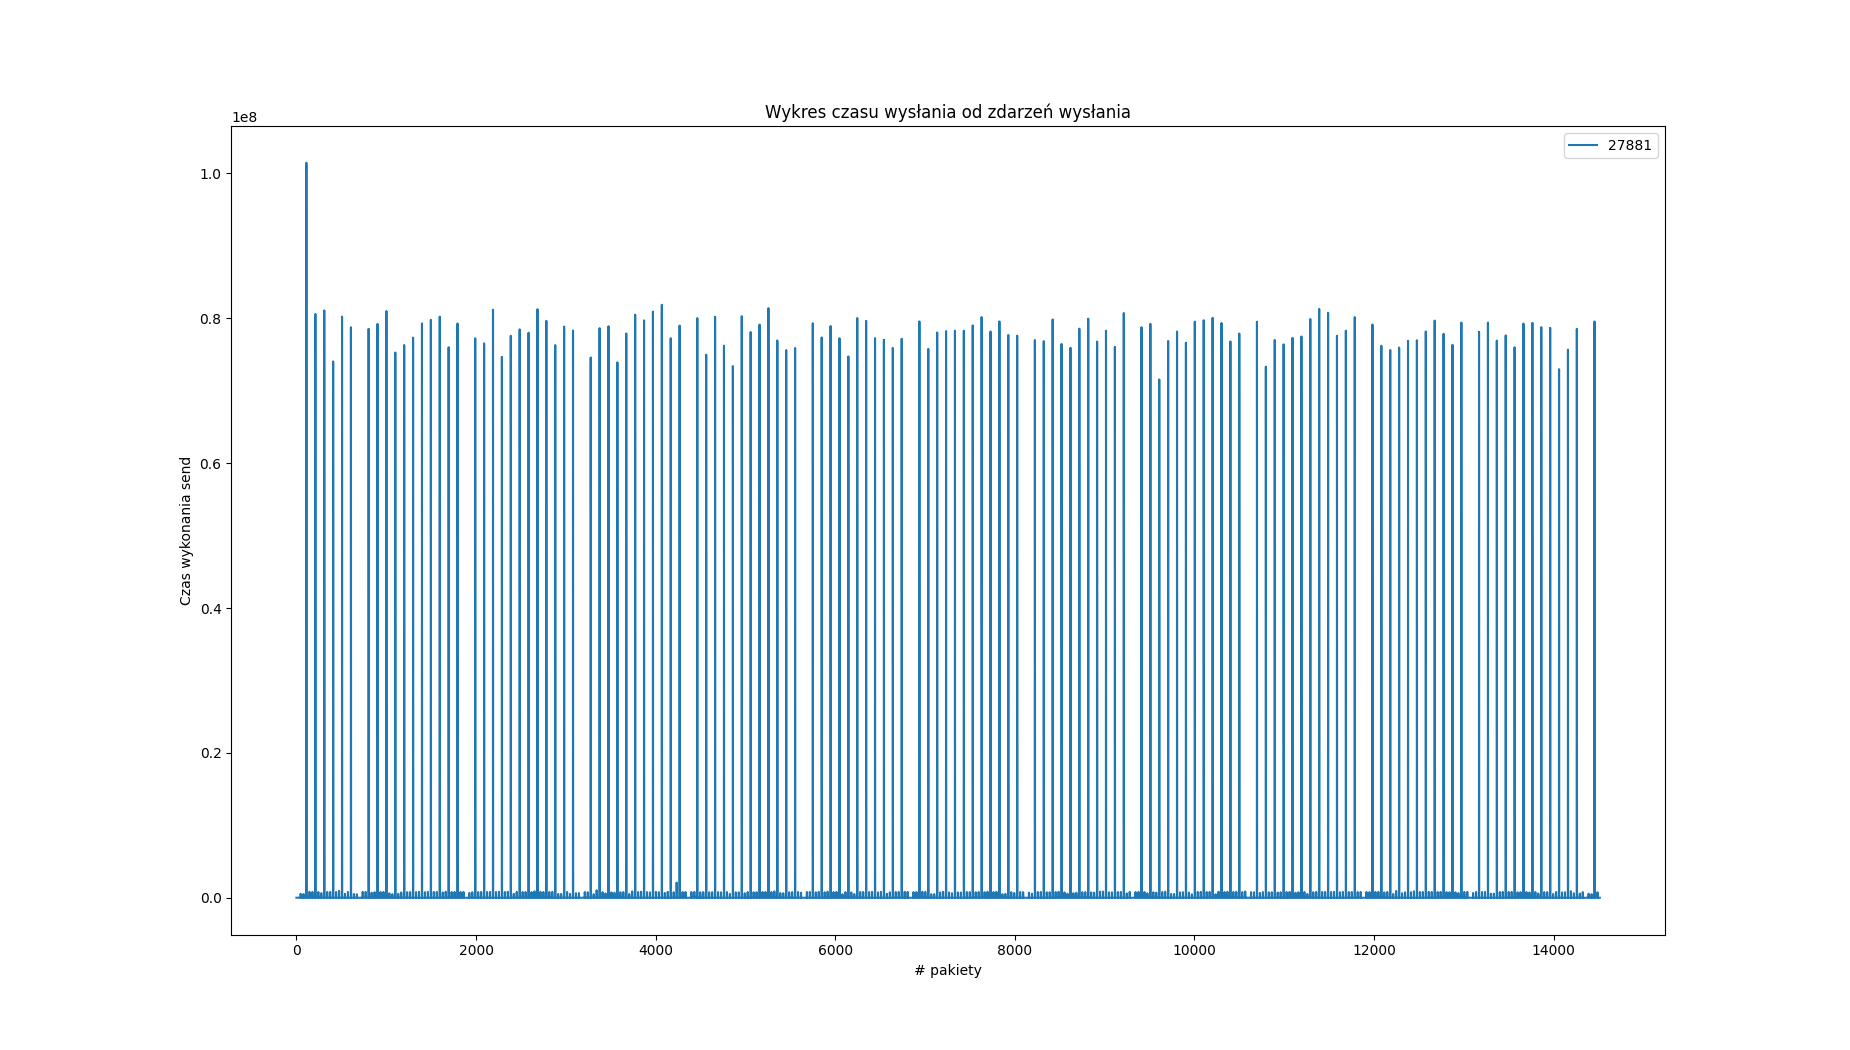 Wykres czasu wysłania od zdarzeń wysłania
1e8
27881
1.0
0.8
0.6
0.4
0.2
0.0
Czas wykonania send
0 2000 4000 6000 8000 10000 12000 14000
# pakiety